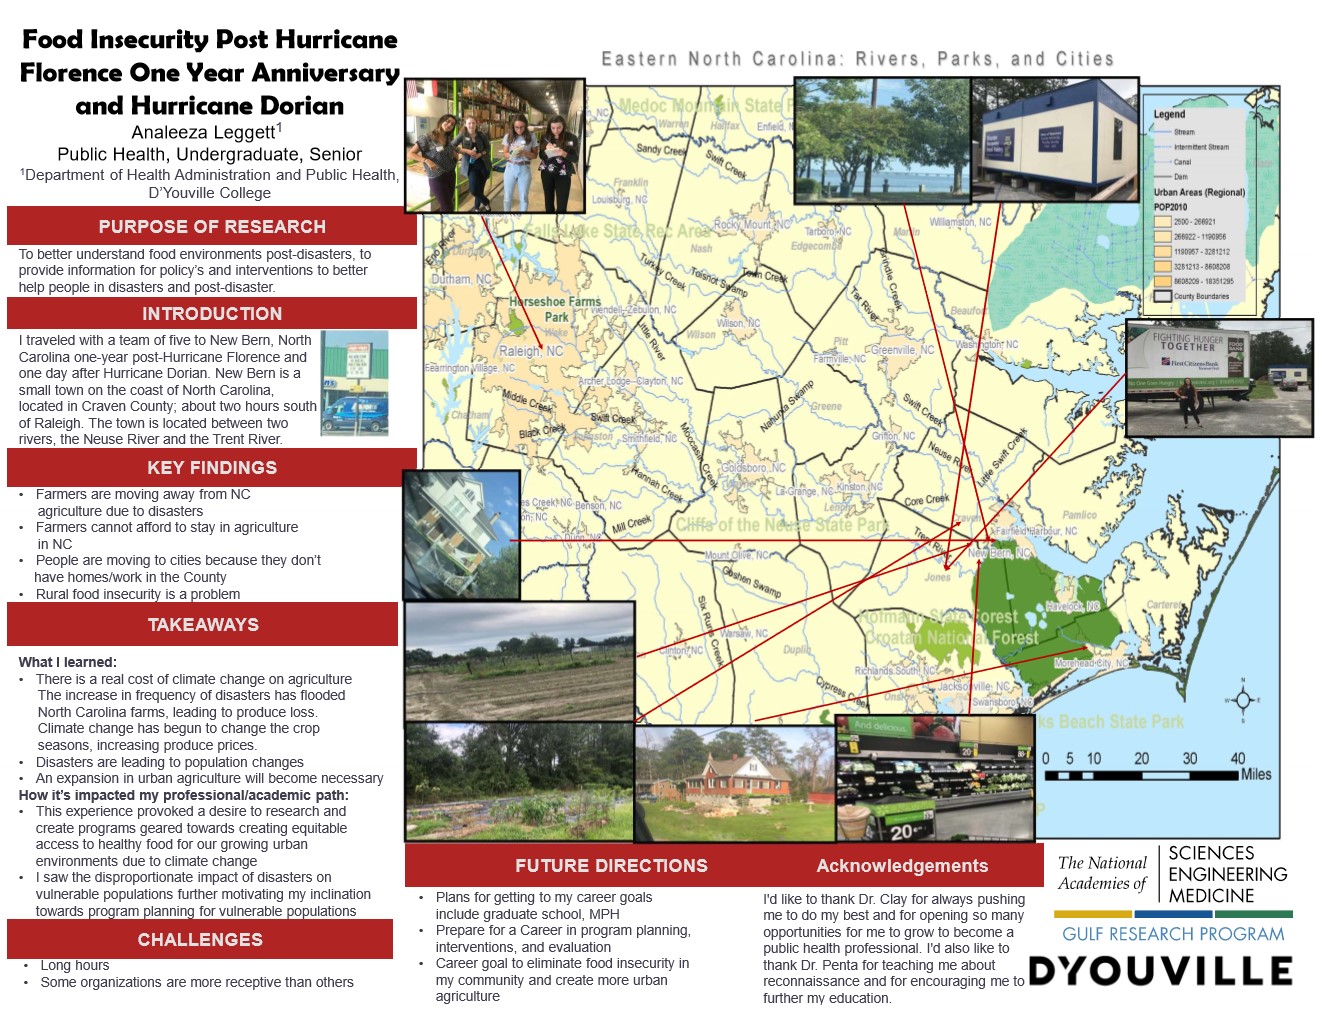 Food Insecurity Post Hurricane
Florence One Year Anniversary
and Hurricane Dorian
Analeeza Leggett1
Public Health, Undergraduate, Senior
1Department of Health Administration and Public Health,
D'Youville College
PURPOSE OF RESEARCH
To better understand food environments post-disasters, to
provide information for policy's and interventions to better
help people in disasters and post-disaster.
INTRODUCTION
I traveled with a team of five to New Bern, North
Carolina one-year post-Hurricane Florence and
one day after Hurricane Dorian. New Bern is a
small town on the coast of North Carolina,
located in Craven County; about two hours south
of Raleigh. The town is located between two
rivers, the Neuse River and the Trent River.
KEY FINDINGS
• Farmers are moving away from NC
agriculture due to disasters
• Farmers cannot afford to stay in agriculture
in NC
• People are moving to cities because they don't
have homes/work in the County
• Rural food insecurity is a problem
TAKEAWAYS
What I learned:
• There is a real cost of climate change on agriculture
The increase in frequency of disasters has flooded
North Carolina farms, leading to produce loss.
Climate change has begun to change the crop
seasons, increasing produce prices.
• Disasters are leading to population changes
• An expansion in urban agriculture will become necessary
How it's impacted my professional/academic path:
• This experience provoked a desire to research and
create programs geared towards creating equitable
access to healthy food for our growing urban
environments due to climate change
• I saw the disproportionate impact of disasters on
vulnerable populations further motivating my inclination
towards program planning for vulnerable populations
CHALLENGES
• Long hours
• Some organizations are more receptive than others
Eastern North Carolina: Rivers, Parks, and Cities
Medoc Mountain State P
Warren
Halifax
Enfield, N
Sandy Creek
Swift Creek
Franklin
Louisburg, NC
Falls Lake State Rec Area
Rocky Mount, NC
Tarboro, NC
Martin
Williamston, NC
Nash
Edgecombe
Eno River
Durham
Durham, NC
Turkey Creek
Toisnot Swamp
Town Creek
Grindle Creek
Horseshoe Farms
Park
Wendell-Zebulon, NC
Tar River
Beaufort
Wake
Little River
Wilson
Wilson, NC
Pitt
Washington, NC
Raleigh, NC
Farmville, NC
Greenville, NC
Fearrington Village, NC
Archer Lodge--Clayton, NC
Middle Creek
Nahunta Swamp
Greene
Chatham
Swift Creek
Swift Creek
Black Creek
Johnston
Smithfield, NC
Moccasin Creek
Grifton, NC
Neuse River
Little Swift Creek
Hannah Creek
Goldsboro, NC
Wayne
La-Grange, NC
Kinston, NC
Lenoir
Core Creek
es Creek, NC
Benson, NC
Mill Creek
Cliffs of the Neuse State Park
Craven
Pamlico
Dunn, NC
Trent River
Fairfield Harbour, NC
Mount Olive, NC
New Bern, NC
Goshen Swamp
Jones
Six Runs Creek
Hofmann State Forest
Croatan National Forest
Havelock, NC
Carteret
Warsaw, NC
Clinton, NC
Duplin
Richlands South, NC
Morehead City, NC
Cypress Creek
Onslow
Jacksonville, NC
Swansboro, NC
ks Beach State Park
Legend
Stream
Intermittent Stream
Canal
Dam
Urban Areas (Regional)
POP2010
2500 - 266921
266922 - 1190956
1190957 - 3281212
3281213 - 8608208
8608209 - 18351295
County Boundaries
FIGHTING HUNGER
TOGETHER
First Citizens Bank
And delicious.
20
N
W
E
S
0 5 10 20 30 40
Miles
FUTURE DIRECTIONS
• Plans for getting to my career goals
include graduate school, MPH
• Prepare for a Career in program planning,
interventions, and evaluation
• Career goal to eliminate food insecurity in
my community and create more urban
agriculture
Acknowledgements
I'd like to thank Dr. Clay for always pushing
me to do my best and for opening so many
opportunities for me to grow to become a
public health professional. I'd also like to
thank Dr. Penta for teaching me about
reconnaissance and for encouraging me to
further my education.
The National
Academies of
SCIENCES
ENGINEERING
MEDICINE
GULF RESEARCH PROGRAM
DYOUVILLE